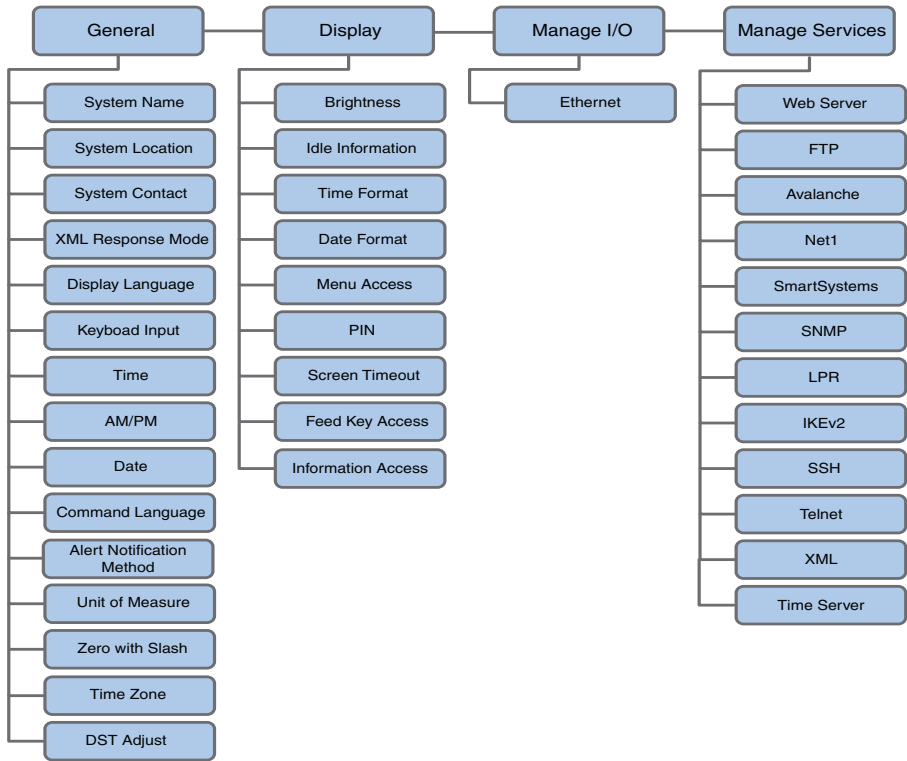 General
Display
Manage I/O
Manage Services
System Name
System Location
System Contact
XML Response Mode
Display Language
Keyboad Input
Time
AM/PM
Date
Command Language
Alert Notification
Method
Unit of Measure
Zero with Slash
Time Zone
DST Adjust
Brightness
Idle Information
Time Format
Date Format
Menu Access
PIN
Screen Timeout
Feed Key Access
Information Access
Ethernet
Web Server
FTP
Avalanche
Net1
SmartSystems
SNMP
LPR
IKEv2
SSH
Telnet
XML
Time Server